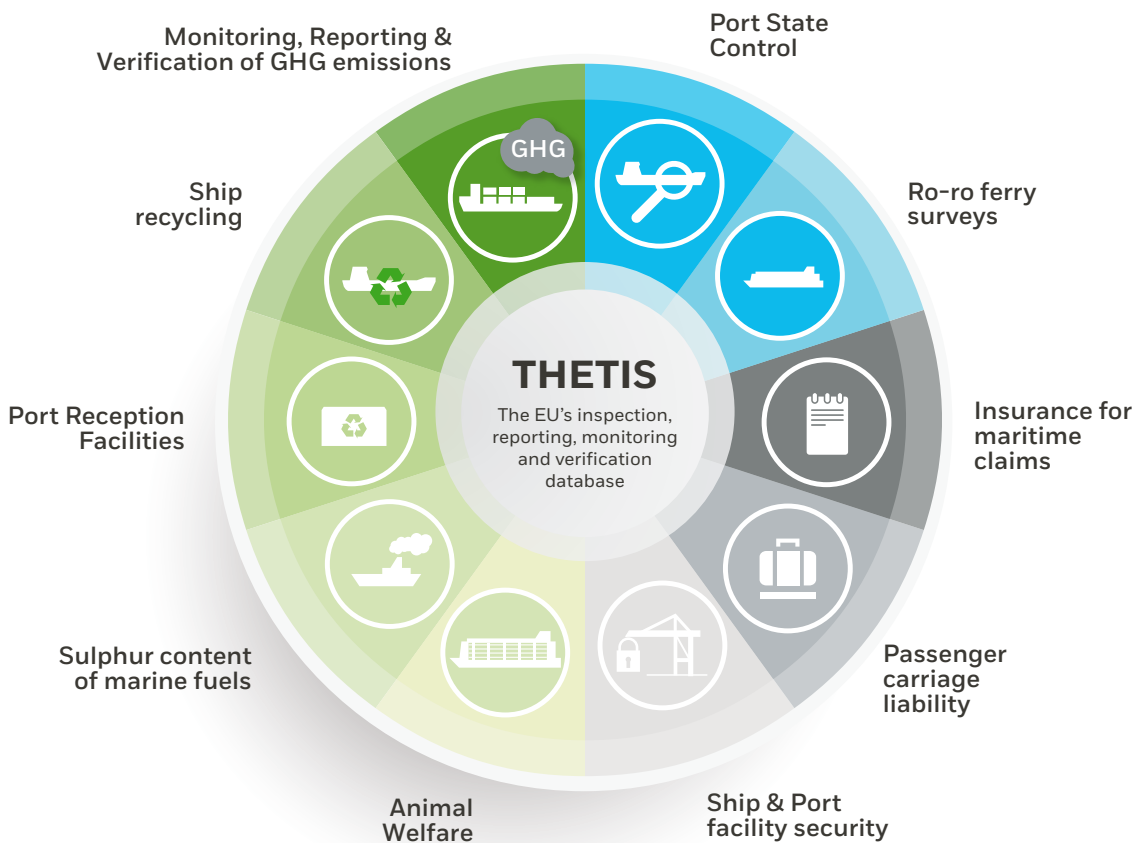 Monitoring, Reporting &
Verification of GHG emissions
Port State
Control
GHG
Ship
recycling
Ro-ro ferry
surveys
THETIS
The EU's inspection,
reporting, monitoring
and verification
database
Port Reception
Facilities
Insurance for
maritime
claims
Sulphur content
of marine fuels
Passenger
carriage
liability
Animal
Welfare
Ship & Port
facility security